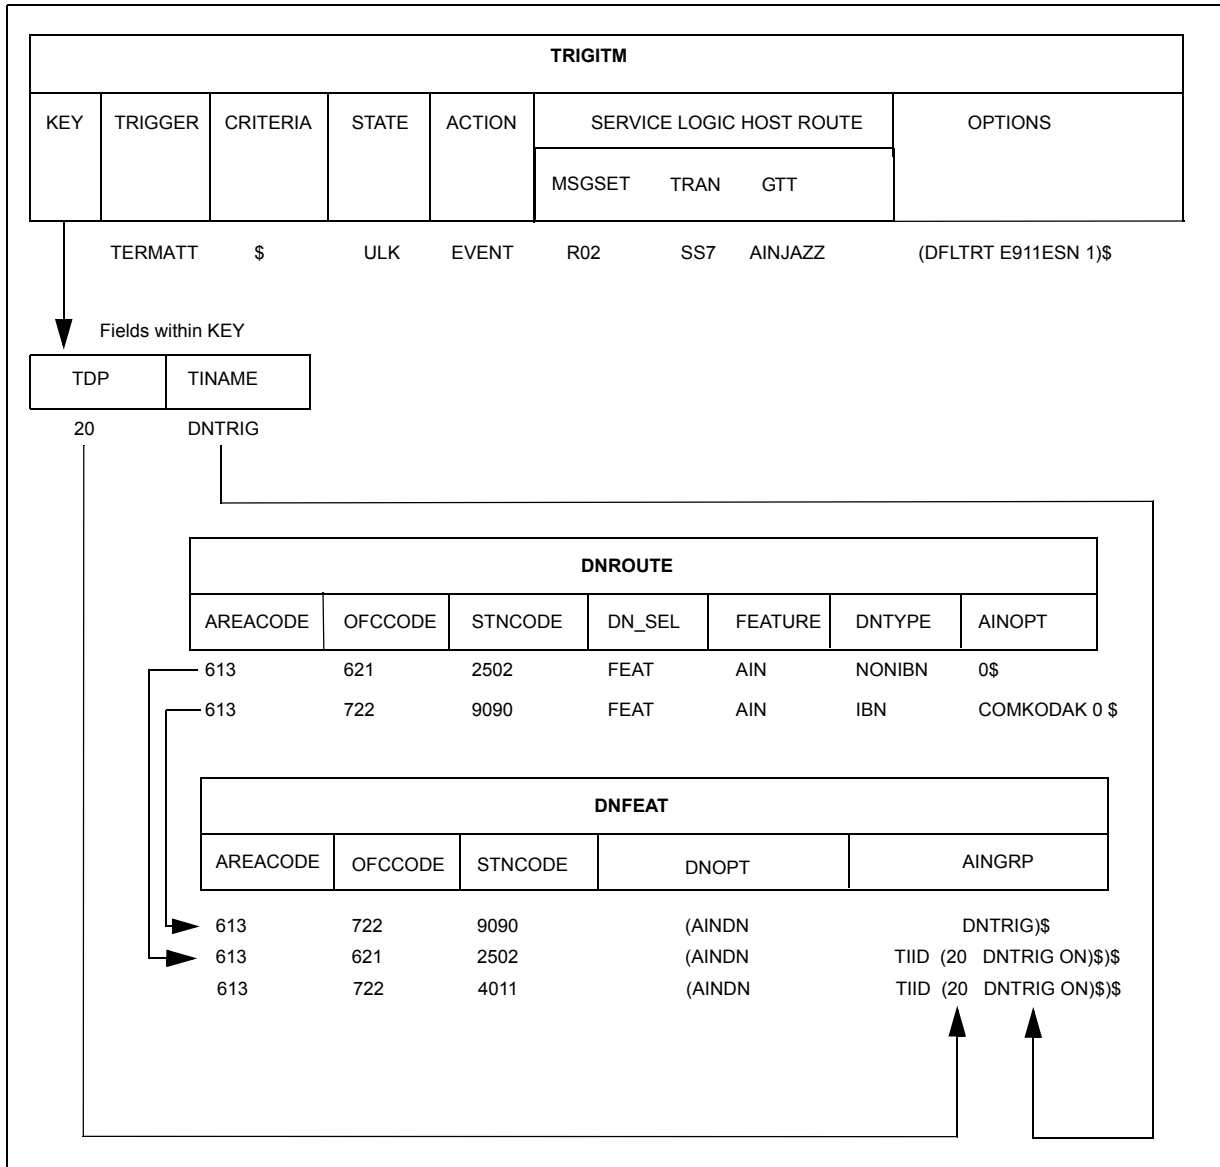 TRIGITM
KEY TRIGGER CRITERIA STATE ACTION SERVICE LOGIC HOST ROUTE OPTIONS
MSGSET TRAN GTT
TERMATT $ ULK EVENT R02 SS7 AINJAZZ (DFLTRT E911ESN 1)$
Fields within KEY
TDP TINAME
20 DNTRIG
DNROUTE
AREACODE OFCCODE STNCODE DN_SEL FEATURE DNTYPE AINOPT
613 621 2502 FEAT AIN NONIBN 0$
613 722 9090 FEAT AIN IBN COMKODAK 0 $
DNFEAT
AREACODE OFCCODE STNCODE DNOPT AINGRP
613 722 9090 (AINDN DNTRIG)$
613 621 2502 (AINDN TIID (20 DNTRIG ON)$)$
613 722 4011 (AINDN TIID (20 DNTRIG ON)$)$